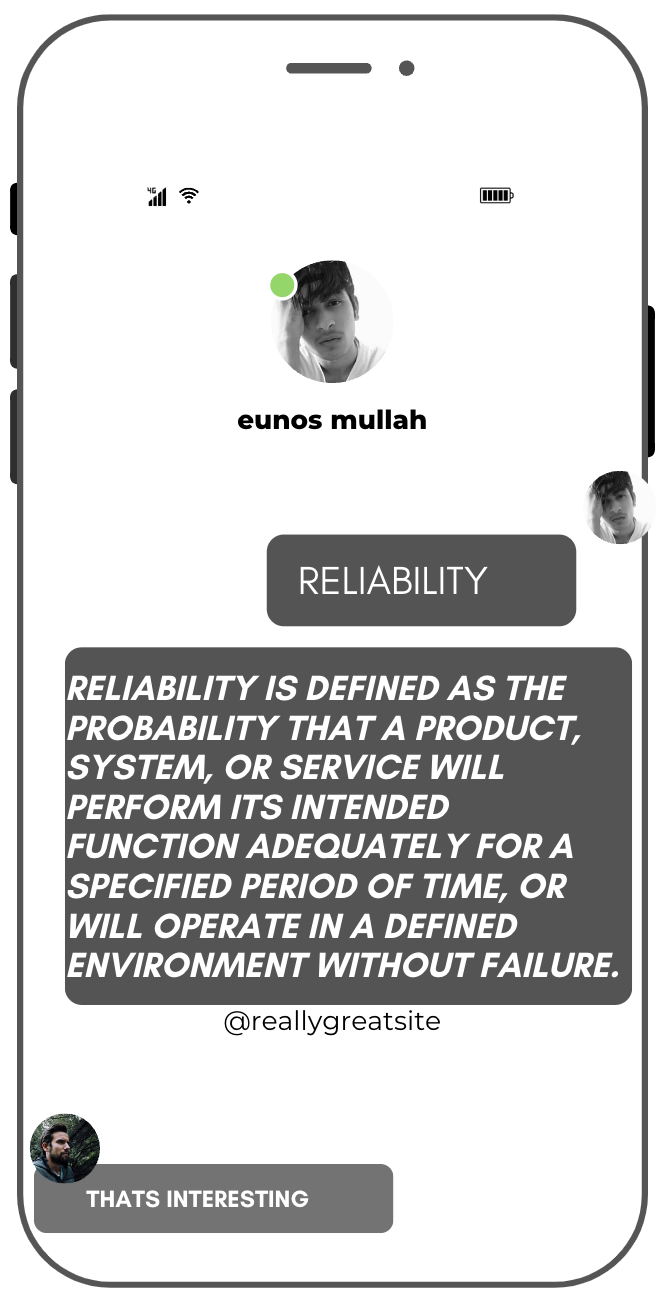 4G
eunos mullah
RELIABILITY
RELIABILITY IS DEFINED AS THE
PROBABILITY THAT A PRODUCT,
SYSTEM, OR SERVICE WILL
PERFORM ITS INTENDED
FUNCTION ADEQUATELY FOR A
SPECIFIED PERIOD OF TIME, OR
WILL OPERATE IN A DEFINED
ENVIRONMENT WITHOUT FAILURE.
@reallygreatsite
THATS INTERESTING